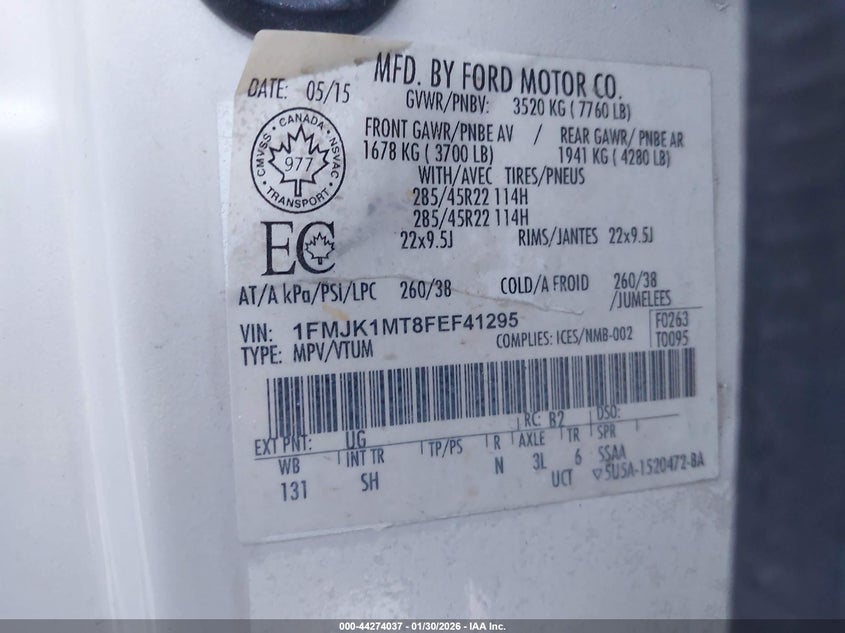 MFD. BY FORD MOTOR CO.
DATE: 05/15
GVWR/PNBV: 3520 KG ( 7760 LB)
FRONT GAWR/PNBE AV / REAR GAWR/ PNBE AR
1678 KG ( 3700 LB) 1941 KG ( 4280 LB)
WITH/AVEC TIRES/PNEUS
285/45R22 114H
285/45R22 114H
22x9.5J RIMS/JANTES 22x9.5J
CMVSS • CANADA • NSVAC • TRANSPORT •
977
EC
AT/A kPa/PSi/LPC 260/38 COLD/A FROID 260/38
/JUMELEES
VIN: 1FMJK1MT8FEF41295
F0263
TYPE: MPV/VTUM COMPLIES: ICES/NMB-002 T0095
EXT PNT: UG RC: B2 DSO:
WB INT TR TP/PS R AXLE TR SPR
131 SH N 3L 6 SSAA
UCT 5USA-1520472-BA
000-44274037 - 01/30/2026 - IAA Inc.